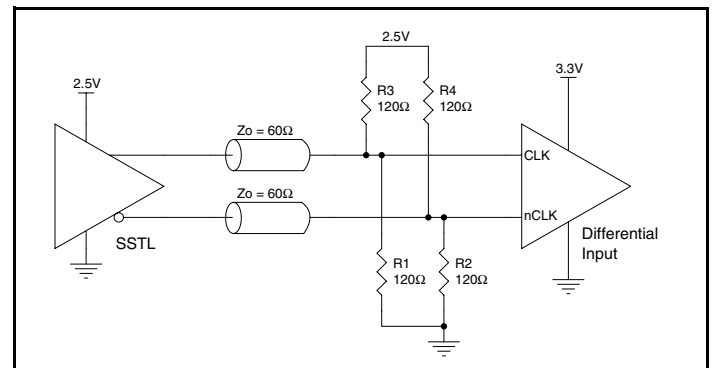 2.5V
3.3V
2.5V
R3
120Ω
R4
120Ω
Zo = 60Ω
CLK
Zo = 60Ω
nCLK
SSTL
Differential
Input
R1
120Ω
R2
120Ω